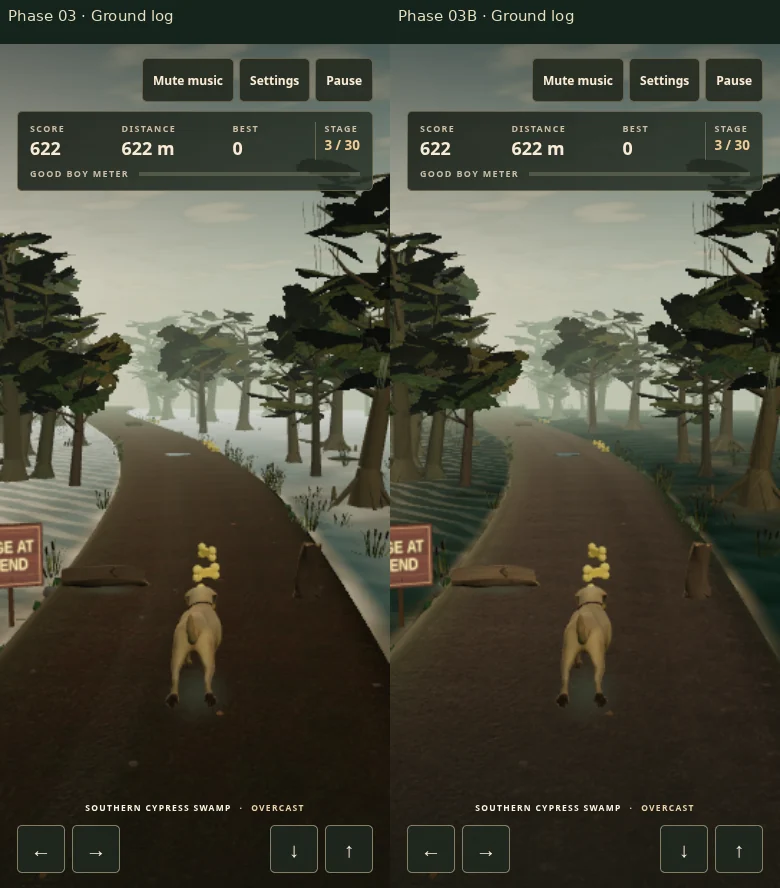 Phase 03 · Ground log
Mute music Settings Pause
SCORE DISTANCE BEST STAGE
622 622 m 0 3 / 30
GOOD BOY METER
GE AT
END
SOUTHERN CYPRESS SWAMP · OVERCAST
← → ↓ ↑
Phase 03B · Ground log
Mute music Settings Pause
SCORE DISTANCE BEST STAGE
622 622 m 0 3 / 30
GOOD BOY METER
GE AT
END
SOUTHERN CYPRESS SWAMP · OVERCAST
← → ↓ ↑